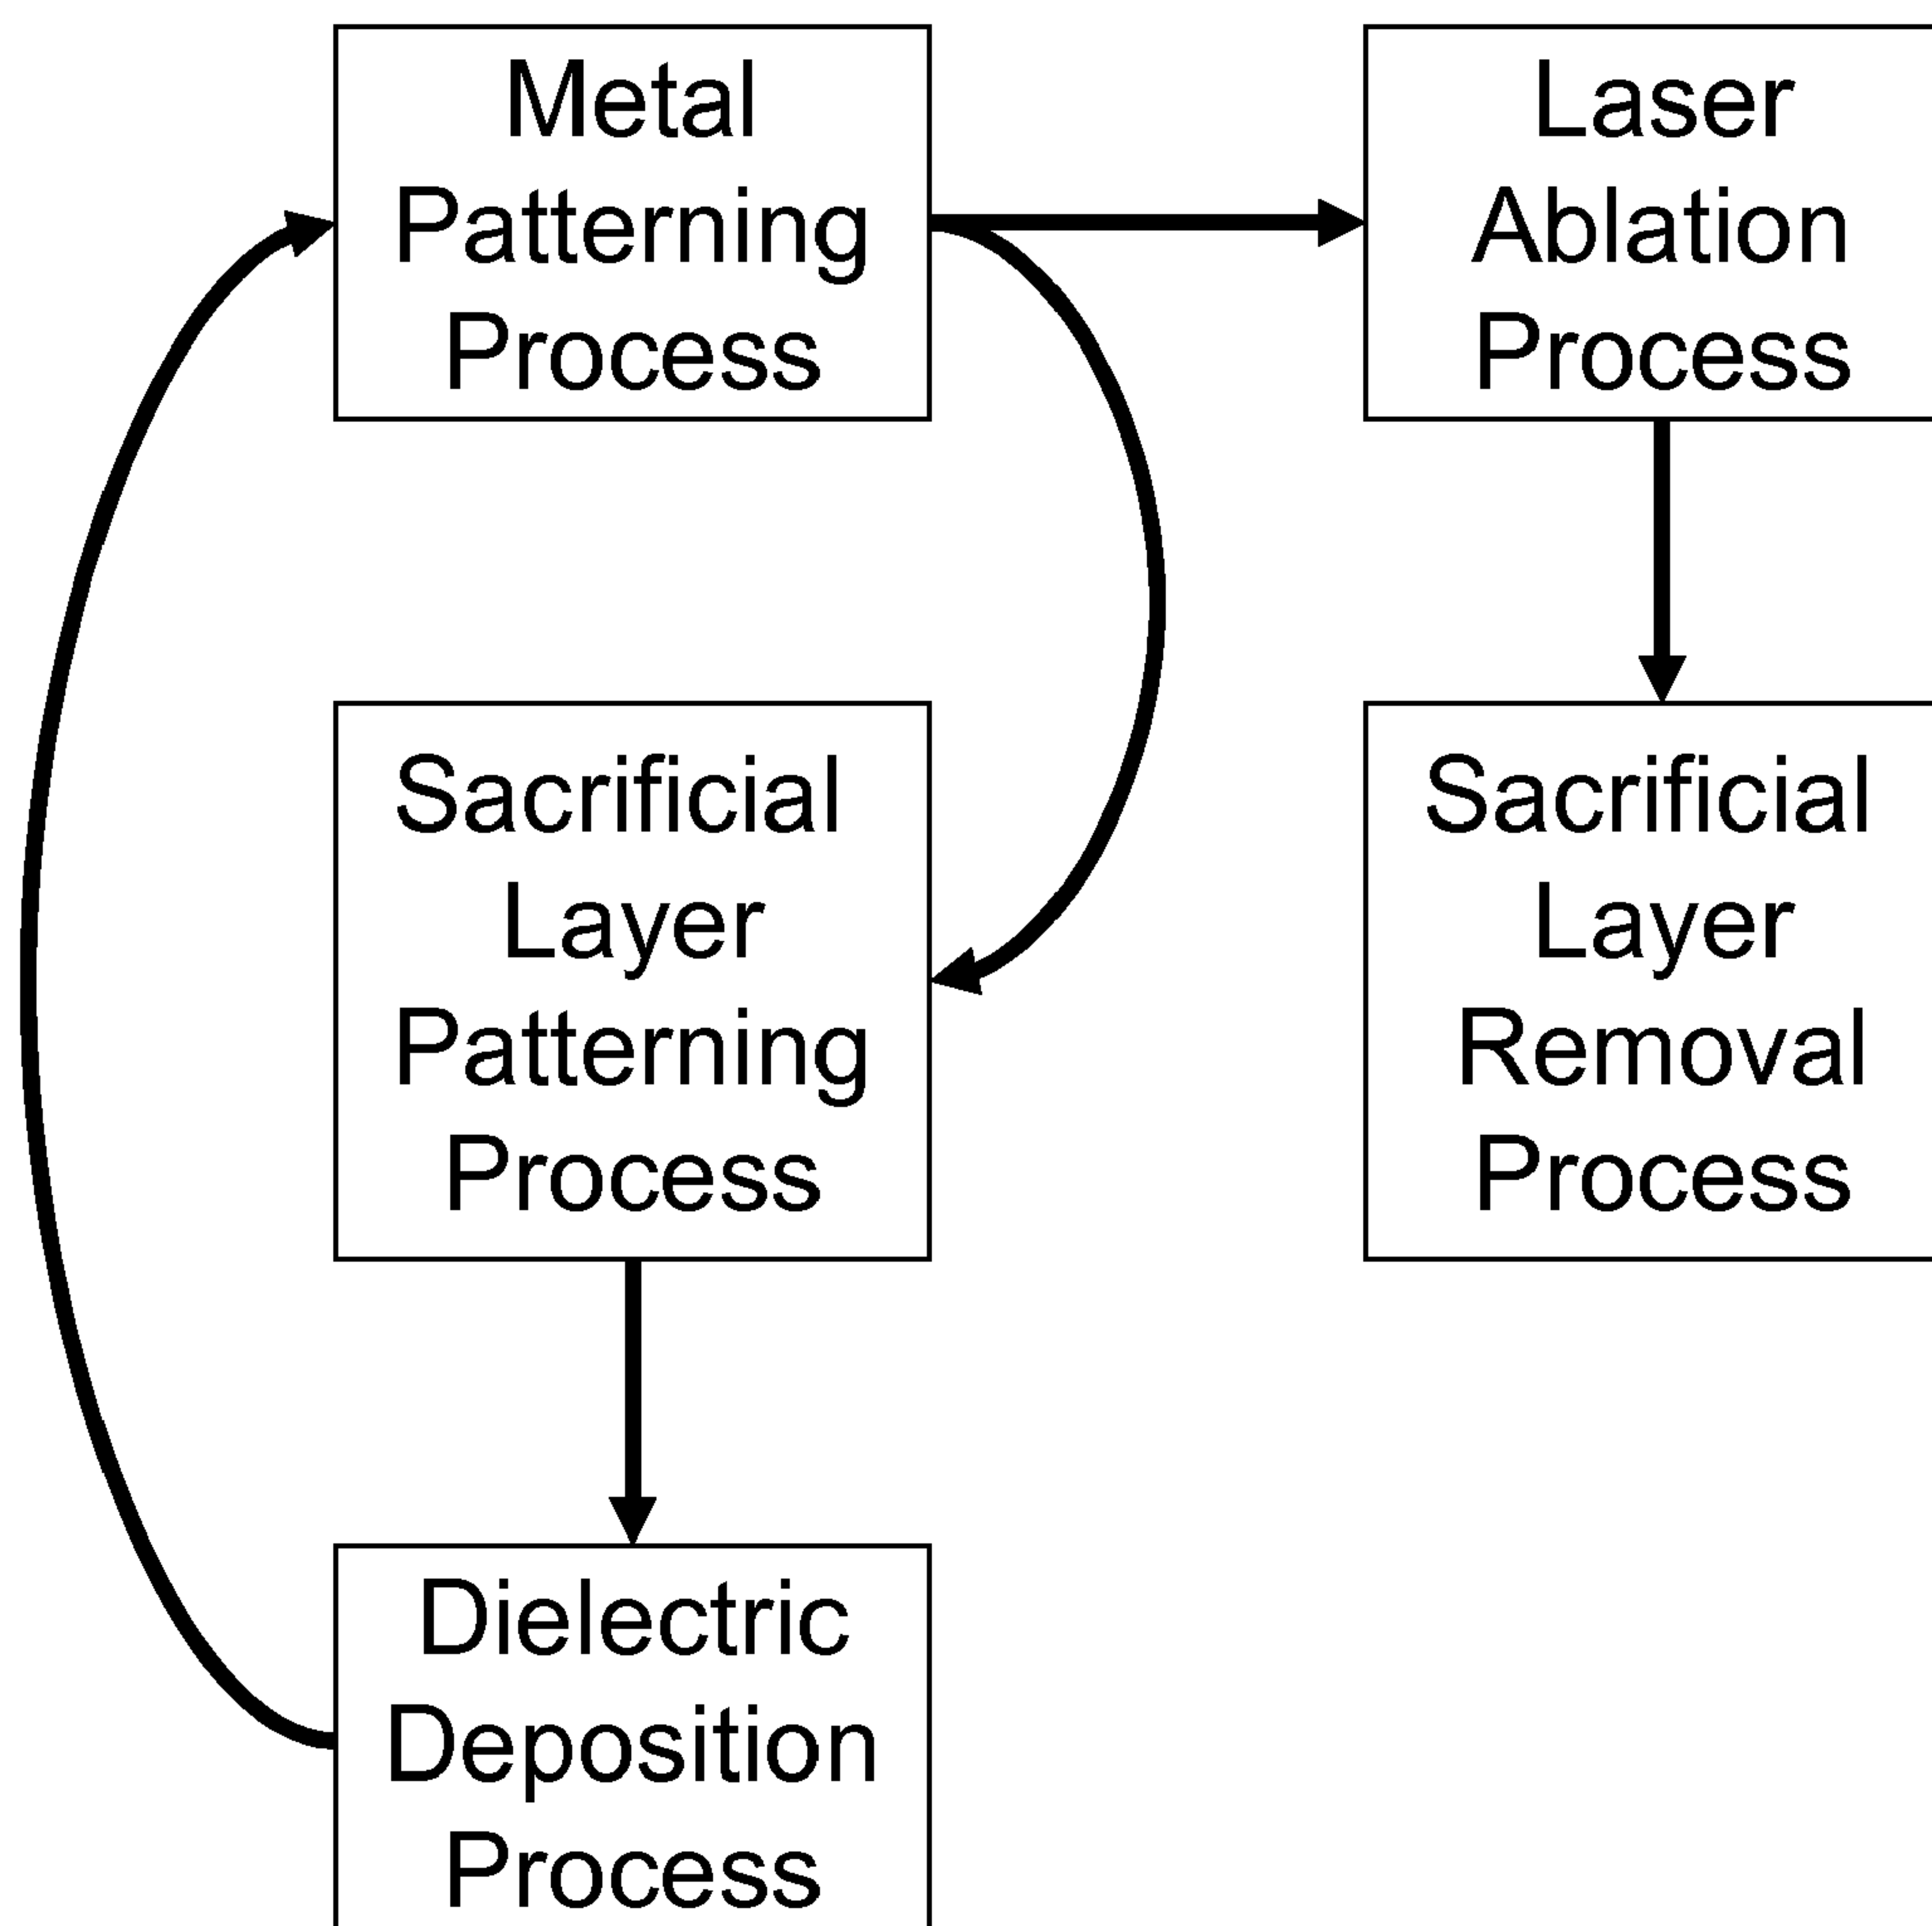 Metal
Patterning
Process
Laser
Ablation
Process
Sacrificial
Layer
Patterning
Process
Sacrificial
Layer
Removal
Process
Dielectric
Deposition
Process